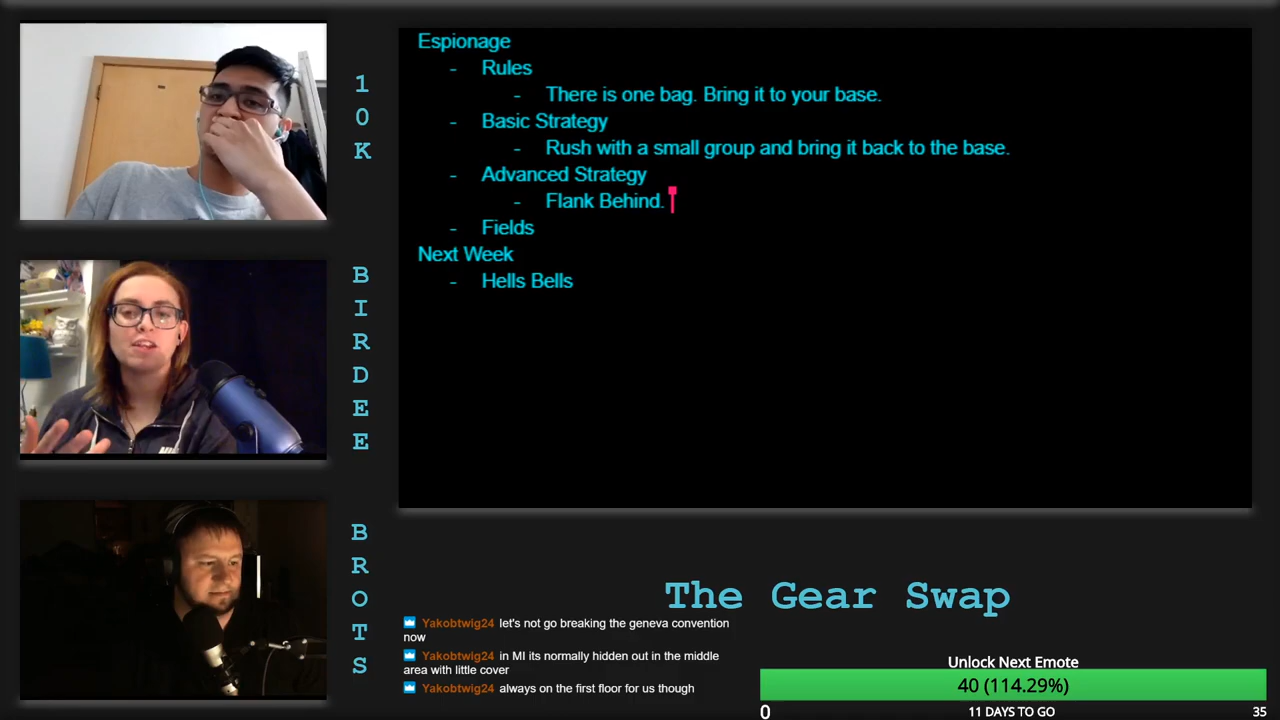 10K
BIRDEE
BROTS
Espionage
- Rules
- There is one bag. Bring it to your base.
- Basic Strategy
- Rush with a small group and bring it back to the base.
- Advanced Strategy
- Flank Behind.
- Fields
Next Week
- Hells Bells
The Gear Swap
Yakobtwig24 let's not go breaking the geneva convention
now
Yakobtwig24 in MI its normally hidden out in the middle
area with little cover
Yakobtwig24 always on the first floor for us though
Unlock Next Emote
40 (114.29%)
0
11 DAYS TO GO
35